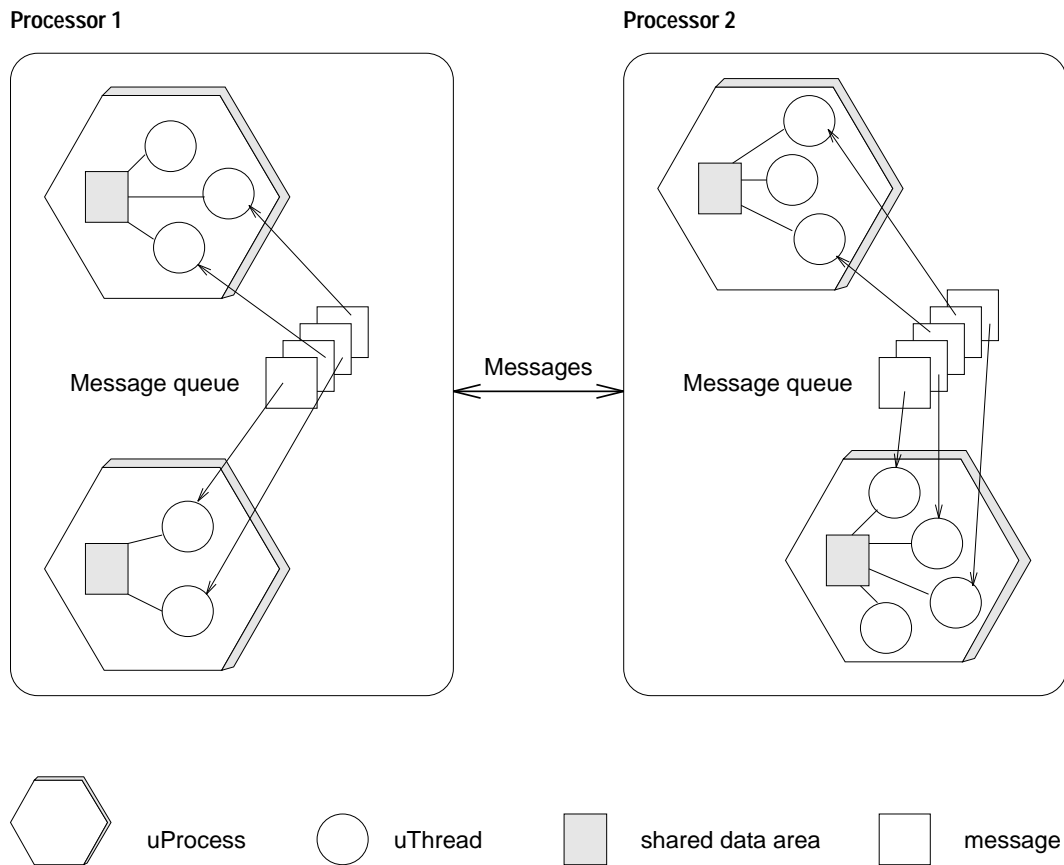 Processor 1
Processor 2
Message queue
Messages
Message queue
uProcess
uThread
shared data area
message